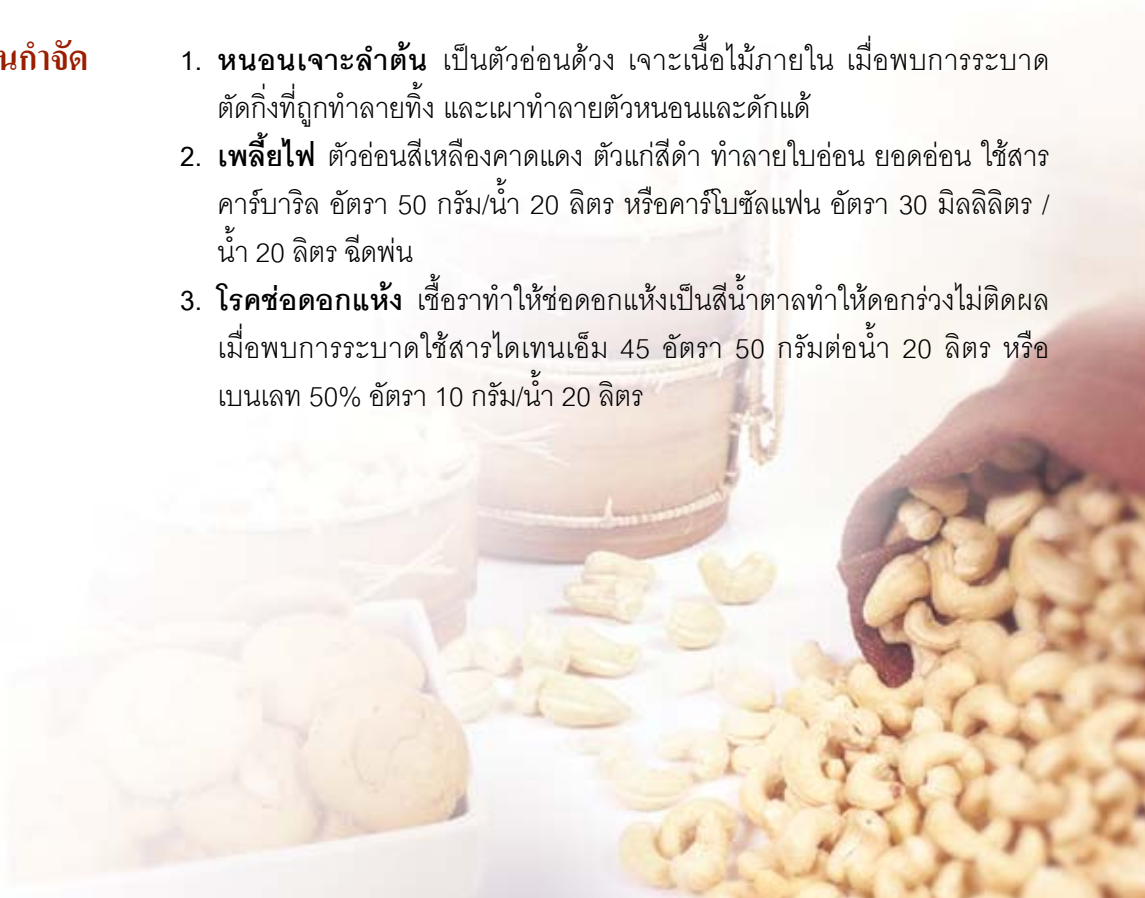 นกำจัด
1. หนอนเจาะลำต้น เป็นตัวอ่อนด้วง เจาะเนื้อไม้ภายใน เมื่อพบการระบาด
ตัดกิ่งที่ถูกทำลายทิ้ง และเผาทำลายตัวหนอนและดักแด้
2. เพลี้ยไฟ ตัวอ่อนสีเหลืองคาดแดง ตัวแก่สีดำ ทำลายใบอ่อน ยอดอ่อน ใช้สาร
คาร์บาริล อัตรา 50 กรัม/น้ำ 20 ลิตร หรือคาร์โบซัลแฟน อัตรา 30 มิลลิลิตร /
น้ำ 20 ลิตร ฉีดพ่น
3. โรคช่อดอกแห้ง เชื้อราทำให้ช่อดอกแห้งเป็นสีน้ำตาลทำให้ดอกร่วงไม่ติดผล
เมื่อพบการระบาดใช้สารไดเทนเอ็ม 45 อัตรา 50 กรัมต่อน้ำ 20 ลิตร หรือ
เบนเลท 50% อัตรา 10 กรัม/น้ำ 20 ลิตร